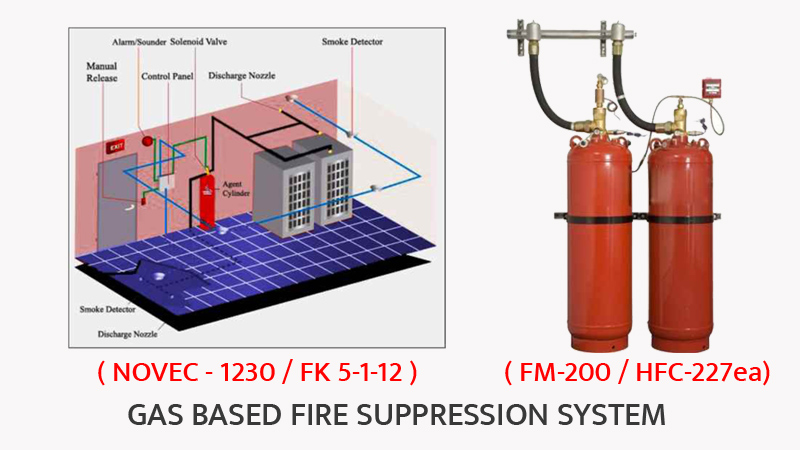 Alarm/Sounder Solenoid Valve
Smoke Detector
Manual
Release
Control Panel
Discharge Nozzle
EXIT
Agent
Cylinder
Smoke Detector
Discharge Nozzle
( NOVEC - 1230 / FK 5-1-12 )
( FM-200 / HFC-227ea)
GAS BASED FIRE SUPPRESSION SYSTEM